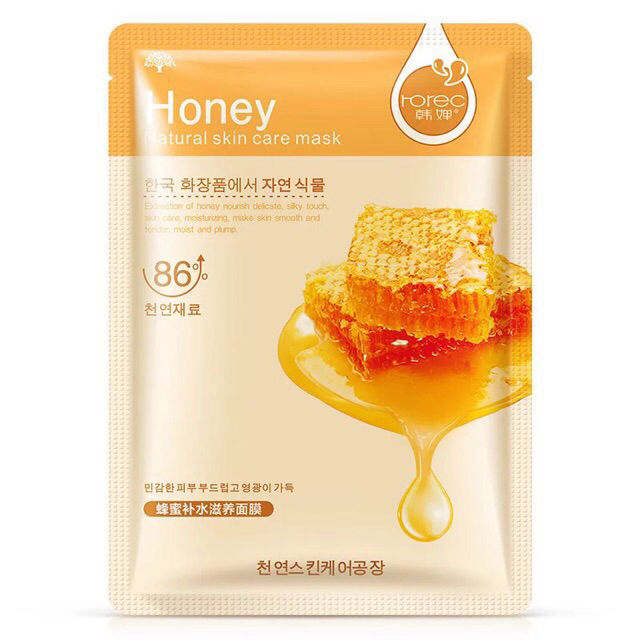 Honey
Natural skin care mask
Horec
韩婵®
한국 화장품에서 자연식물
Extraction of honey nourish delicate, silky touch,
skin care, moisturizing, make skin smooth and
tender, moist and plump.
86%
천연재료
민감한 피부 부드럽고 영광이 가득
蜂蜜补水滋养面膜
천연스킨케어공장